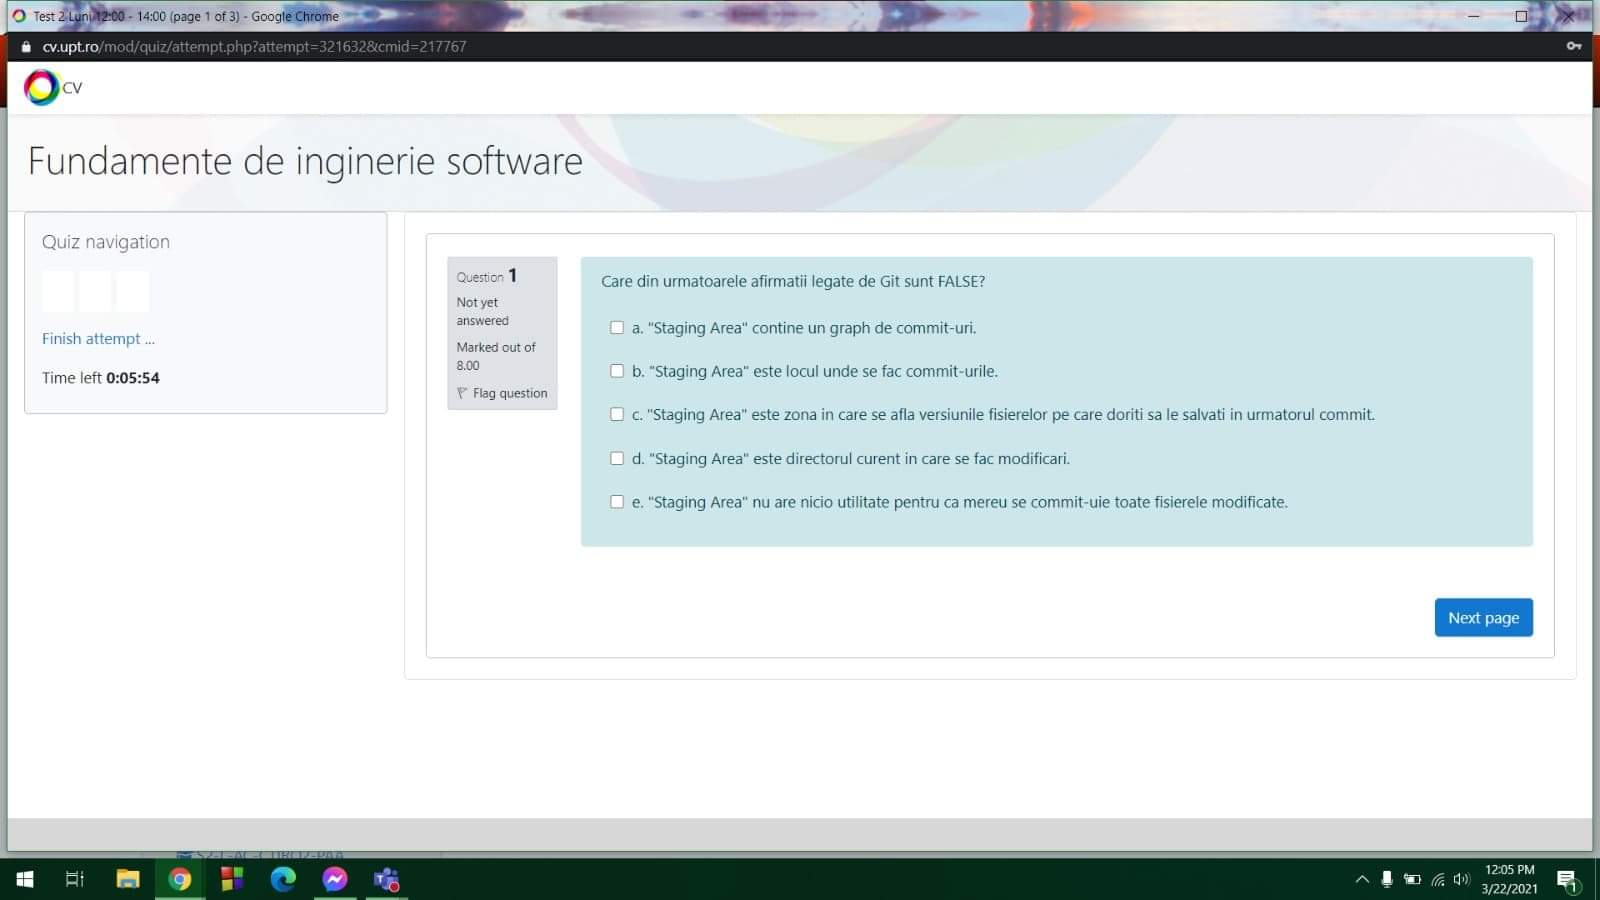 Test 2 Luni 12:00 - 14:00 (page 1 of 3) - Google Chrome
cv.upt.ro/mod/quiz/attempt.php?attempt=321632&cmid=217767
CV
Fundamente de inginerie software
Quiz navigation
Finish attempt ...
Time left 0:05:54
Question 1
Not yet
answered
Marked out of
8.00
Flag question
Care din urmatoarele afirmatii legate de Git sunt FALSE?
a. "Staging Area" contine un graph de commit-uri.
b. "Staging Area" este locul unde se fac commit-urile.
c. "Staging Area" este zona in care se afla versiunile fisierelor pe care doriti sa le salvati in urmatorul commit.
d. "Staging Area" este directorul curent in care se fac modificari.
e. "Staging Area" nu are nicio utilitate pentru ca mereu se commit-uie toate fisierele modificate.
Next page
12:05 PM
3/22/2021
1